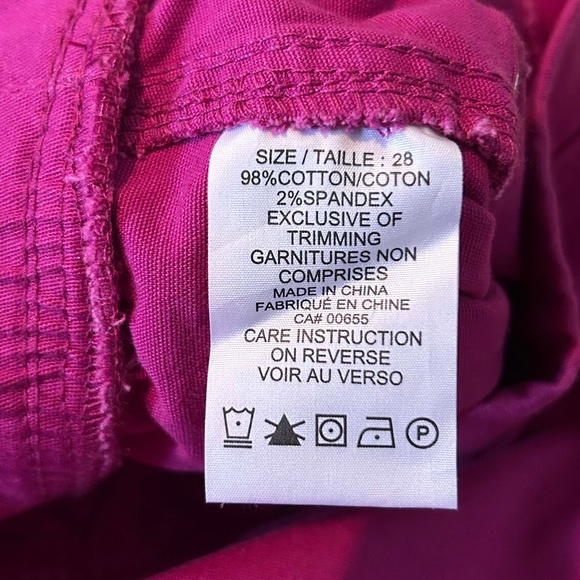 SIZE / TAILLE : 28
98%COTTON/COTON
2%SPANDEX
EXCLUSIVE OF
TRIMMING
GARNITURES NON
COMPRISES
MADE IN CHINA
FABRIQUÉ EN CHINE
CA# 00655
CARE INSTRUCTION
ON REVERSE
VOIR AU VERSO
P